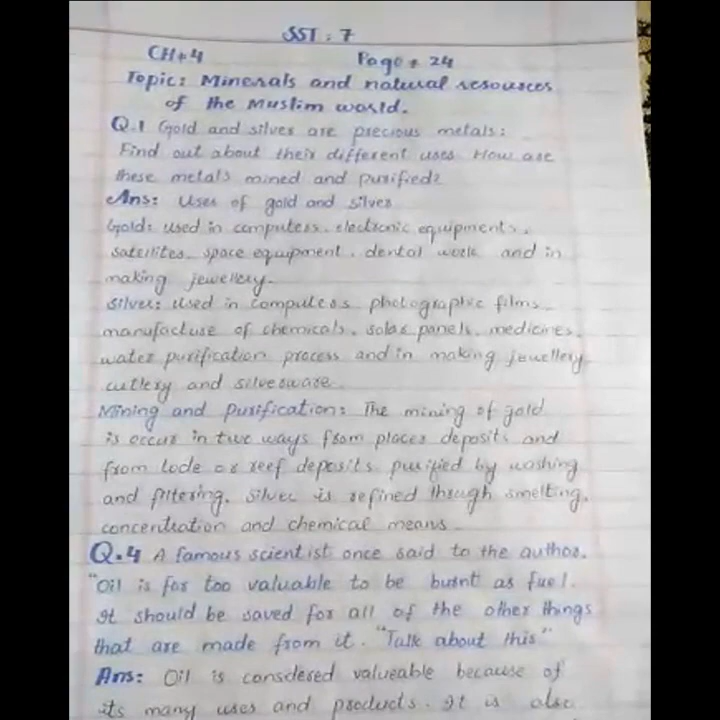 SST: 7
CH # 4 Page # 24
Topic: Minerals and natural resources
of the Muslim world.
Q.1 Gold and silver are precious metals:
Find out about their different uses. How are
these metals mined and purified?
Ans: Uses of gold and silver
Gold: used in computers, electronic equipments,
satellites, space equipment, dental work and in
making jewellery.
Silver: used in computers photographic films,
manufacture of chemicals, solar panels, medicines,
water purification process and in making jewellery
cutlery and silverware.
Mining and purification: The mining of gold
is occur in two ways from placer deposits and
from lode or reef deposits purified by washing
and filtering. Silver is refined through smelting,
concentration and chemical means.
Q.4 A famous scientist once said to the author.
"Oil is far too valuable to be burnt as fuel.
It should be saved for all of the other things
that are made from it. "Talk about this"
Ans: Oil is considered valueable because of
its many uses and products. It is also